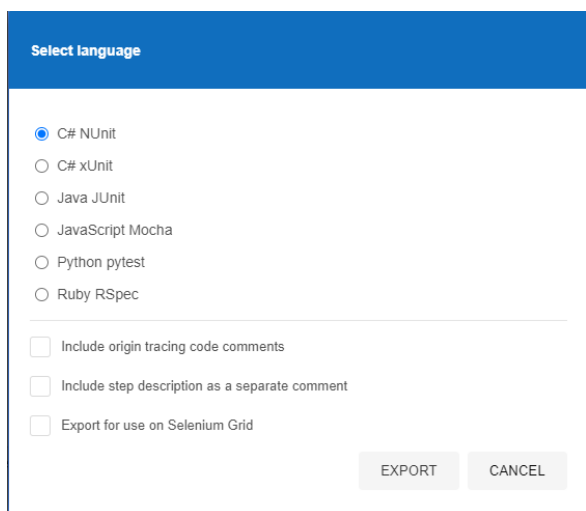 Select language
C# NUnit
C# xUnit
Java JUnit
JavaScript Mocha
Python pytest
Ruby RSpec
Include origin tracing code comments
Include step description as a separate comment
Export for use on Selenium Grid
EXPORT CANCEL